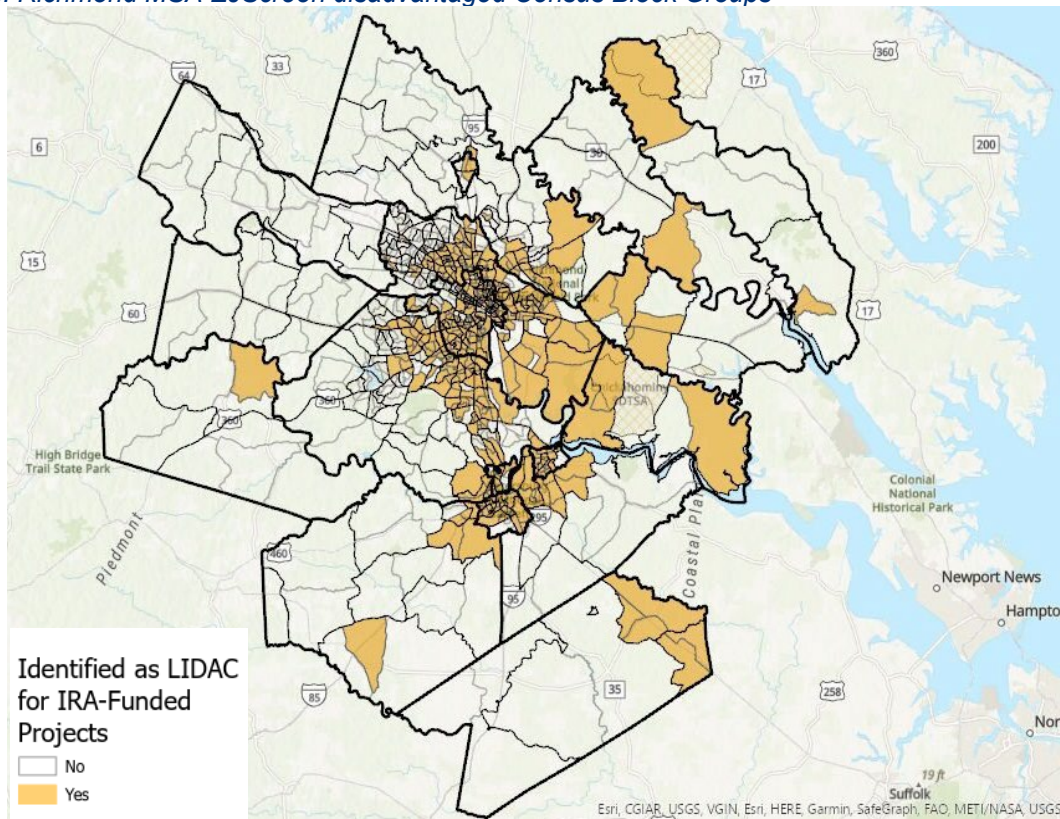 Richmond MSA EJScreen disadvantaged Census Block Groups
64
33
360
17
6
95
30
200
15
60
17
360
360
High Bridge
Trail State Park
Piedmont
Colonial
National
Historical Park
Coastal
460
295
95
Newport News
85
35
258
Suffolk
19 ft
Identified as LIDAC
for IRA-Funded
Projects
No
Yes
Esri, CGIAR, USGS, VGIN, Esri, HERE, Garmin, SafeGraph, FAO, METI/NASA, USGS